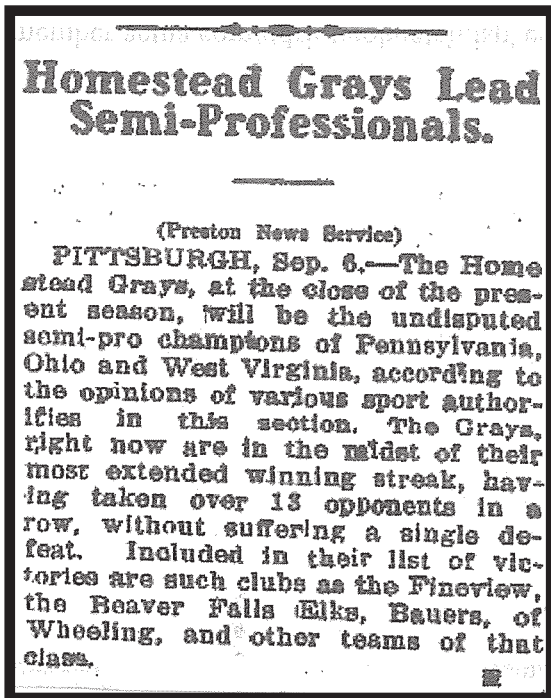 Homestead Grays Lead
Semi-Professionals.
(Preston News Service)
PITTSBURGH, Sep. 6.—The Home
stead Grays, at the close of the pres-
ent season, will be the undisputed
semi-pro champions of Pennsylvania,
Ohio and West Virginia, according to
the opinions of various sport author-
ities in this section. The Grays,
right now are in the midst of their
most extended winning streak, hav-
ing taken over 13 opponents in a
row, without suffering a single de-
feat. Included in their list of vic-
tories are such clubs as the Fineview,
the Beaver Falls Elks, Bauers, of
Wheeling, and other teams of that
class.